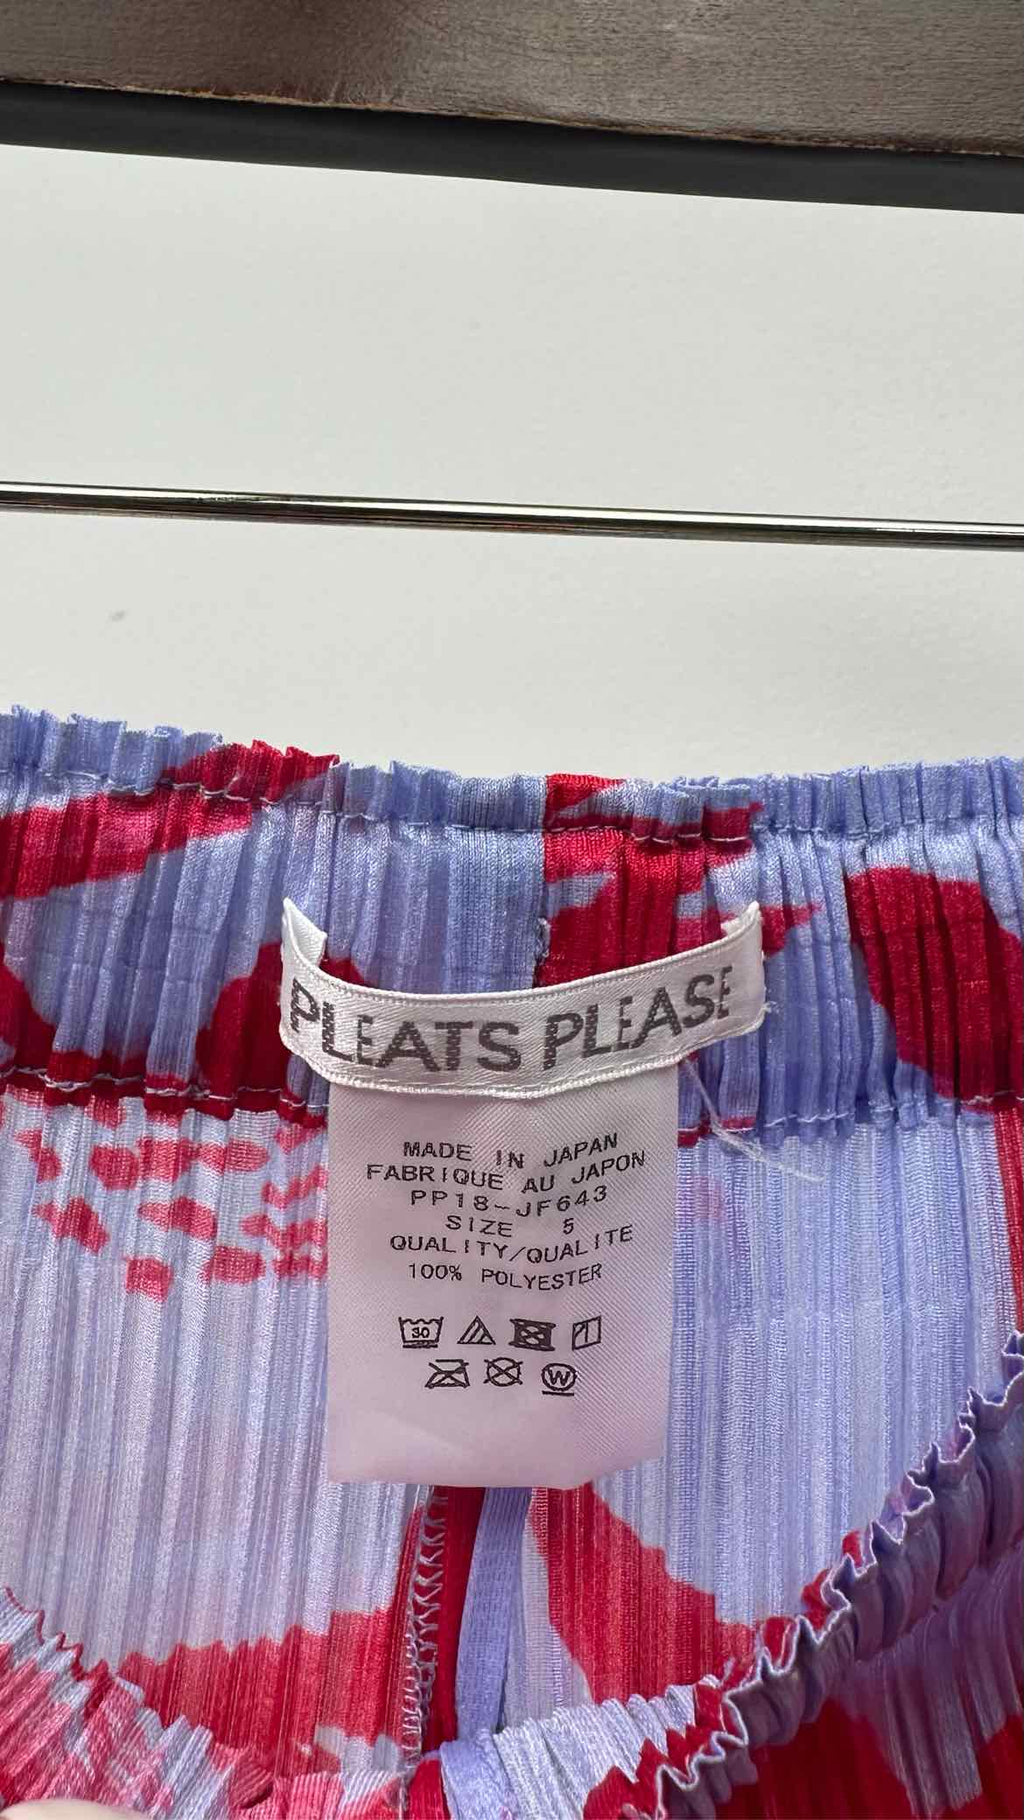 PLEATS PLEASE
MADE IN JAPAN
FABRIQUE AU JAPON
PP18-JF643
SIZE 5
QUALITY/QUALITE
100% POLYESTER
30
W